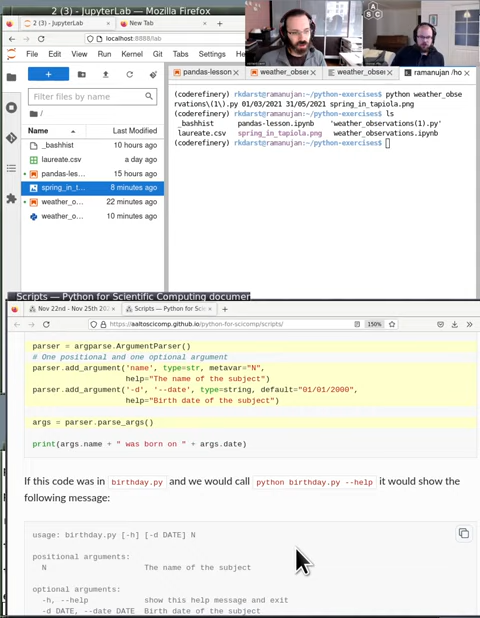 2 (3) - JupyterLab — Mozilla Firefox
2 (3) - JupyterLab
New Tab
localhost:8888/lab
File Edit View Run Kernel Git Tabs Settings Help
pandas-lesson
weather_obser
weather_obser
ramanujan /ho
Filter files by name
/
Name
Last Modified
_bashhist 10 hours ago
laureate.csv a day ago
pandas-les... 15 hours ago
spring_in_t... 8 minutes ago
weather_o... 22 minutes ago
weather_o... 10 minutes ago
(coderefinery) rkdarst@ramanujan:~/python-exercises$ python weather_obse
rvations\(1\).py 01/03/2021 31/05/2021 spring_in_tapiola.png
(coderefinery) rkdarst@ramanujan:~/python-exercises$ ls
_bashhist pandas-lesson.ipynb 'weather_observations(1).py'
laureate.csv spring_in_tapiola.png weather_observations.ipynb
(coderefinery) rkdarst@ramanujan:~/python-exercises$
Scripts — Python for Scientific Computing documen
Nov 22nd - Nov 25th 202
Scripts — Python for Sci
https://aaltoscicomp.github.io/python-for-scicomp/scripts/
150%
parser = argparse.ArgumentParser()
# One positional and one optional argument
parser.add_argument('name', type=str, metavar="N",
help="The name of the subject")
parser.add_argument('-d', '--date', type=string, default="01/01/2000",
help="Birth date of the subject")
args = parser.parse_args()
print(args.name + " was born on " + args.date)
If this code was in birthday.py and we would call python birthday.py --help it would show the
following message:
usage: birthday.py [-h] [-d DATE] N
positional arguments:
N The name of the subject
optional arguments:
-h, --help show this help message and exit
-d DATE, --date DATE Birth date of the subject